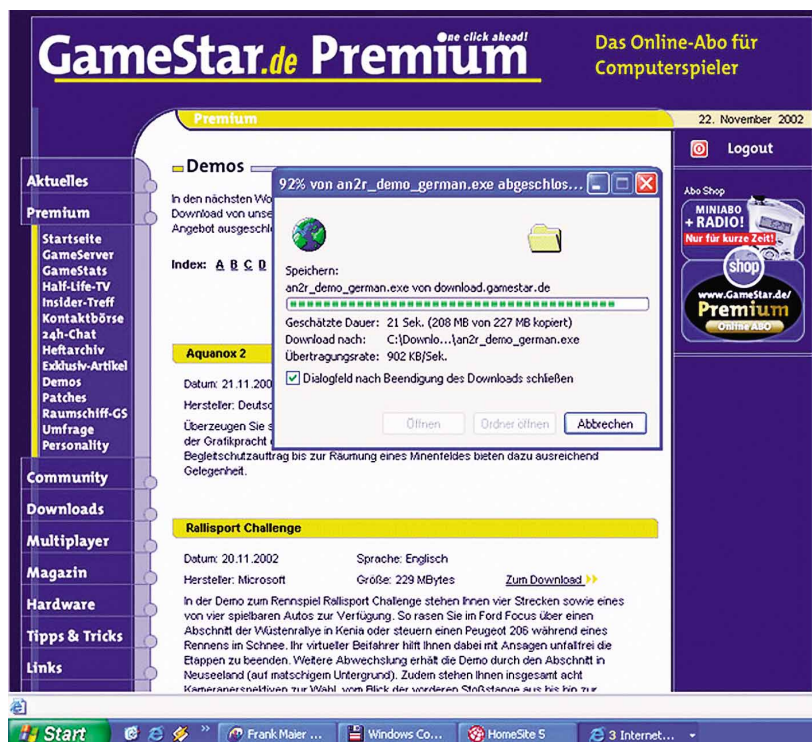 GameStar.de Premium
One click ahead!
Das Online-Abo für
Computerspieler
Premium
22. November 2002
Logout
Aktuelles
Premium
Startseite
GameServer
GameStats
Half-Life-TV
Insider-Treff
Kontaktbörse
24h-Chat
Heftarchiv
Exklusiv-Artikel
Demos
Patches
Raumschiff-GS
Umfrage
Personality
Community
Downloads
Multiplayer
Magazin
Hardware
Tipps & Tricks
Links
Demos
In den nächsten Wo
Download von unse
Angebot ausgeschl
Index: A B C D
92% von an2r_demo_german.exe abgeschlos...
Speichern:
an2r_demo_german.exe von download.gamestar.de
Geschätzte Dauer: 21 Sek. (208 MB von 227 MB kopiert)
Download nach: C:\Downlo...\an2r_demo_german.exe
Übertragungsrate: 902 KB/Sek.
Dialogfeld nach Beendigung des Downloads schließen
Öffnen Ordner öffnen Abbrechen
Aquanox 2
Datum: 21.11.200
Hersteller: Deutsc
Überzeugen Sie s
der Grafikpracht
Begleitschutzauftrag bis zur Räumung eines Minenfeldes bieten dazu ausreichend
Gelegenheit.
Rallisport Challenge
Datum: 20.11.2002 Sprache: Englisch
Hersteller: Microsoft Größe: 229 MBytes Zum Download
In der Demo zum Rennspiel Rallisport Challenge stehen Ihnen vier Strecken sowie eines
von vier spielbaren Autos zur Verfügung. So rasen Sie im Ford Focus über einen
Abschnitt der Wüstenrallye in Kenia oder steuern einen Peugeot 206 während eines
Rennens im Schnee. Ihr virtueller Beifahrer hilft Ihnen dabei mit Ansagen unfallfrei die
Etappen zu beenden. Weitere Abwechslung erhält die Demo durch den Abschnitt in
Neuseeland (auf matschigem Untergrund). Zudem stehen Ihnen insgesamt acht
Kameraperspektiven zur Wahl, vom Blick der vorderen Stoßstange aus bis hin zur
Abo Shop
MINIABO
+ RADIO!
Nur für kurze Zeit!
shop
www.GameStar.de/
Premium
Online ABO
Start
Frank Maier ...
Windows Co...
HomeSite 5
3 Internet...